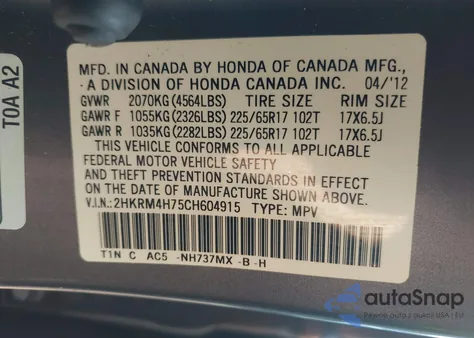 TOA A2
MFD. IN CANADA BY HONDA OF CANADA MFG.,
A DIVISION OF HONDA CANADA INC. 04/'12
GVWR 2070KG (4564LBS) TIRE SIZE RIM SIZE
GAWR F 1055KG (2326LBS) 225/65R17 102T 17X6.5J
GAWR R 1035KG (2282LBS) 225/65R17 102T 17X6.5J
THIS VEHICLE CONFORMS TO ALL APPLICABLE
FEDERAL MOTOR VEHICLE SAFETY
AND THEFT PREVENTION STANDARDS IN EFFECT
ON THE DATE OF MANUFACTURE SHOWN ABOVE.
V.I.N.: 2HKRM4H75CH604915 TYPE: MPV
T1N C AC5 -NH737MX -B -H
autoSnap